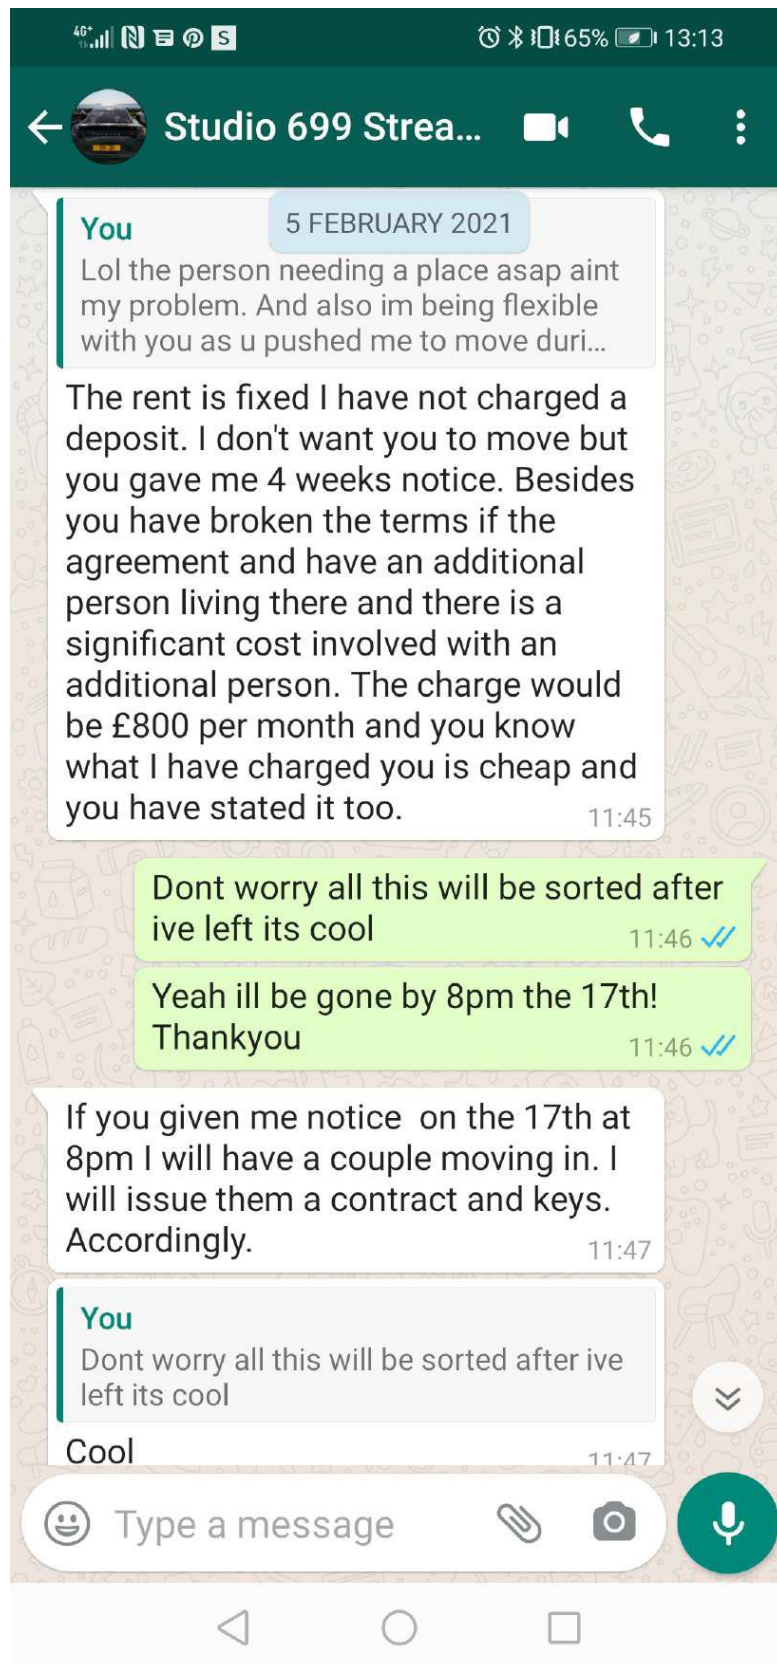 4G+ S 65% 13:13
Studio 699 Strea...
5 FEBRUARY 2021
You
Lol the person needing a place asap aint
my problem. And also im being flexible
with you as u pushed me to move duri...
The rent is fixed I have not charged a
deposit. I don't want you to move but
you gave me 4 weeks notice. Besides
you have broken the terms if the
agreement and have an additional
person living there and there is a
significant cost involved with an
additional person. The charge would
be £800 per month and you know
what I have charged you is cheap and
you have stated it too. 11:45
Dont worry all this will be sorted after
ive left its cool 11:46
Yeah ill be gone by 8pm the 17th!
Thankyou 11:46
If you given me notice on the 17th at
8pm I will have a couple moving in. I
will issue them a contract and keys.
Accordingly. 11:47
You
Dont worry all this will be sorted after ive
left its cool
Cool 11:47
Type a message